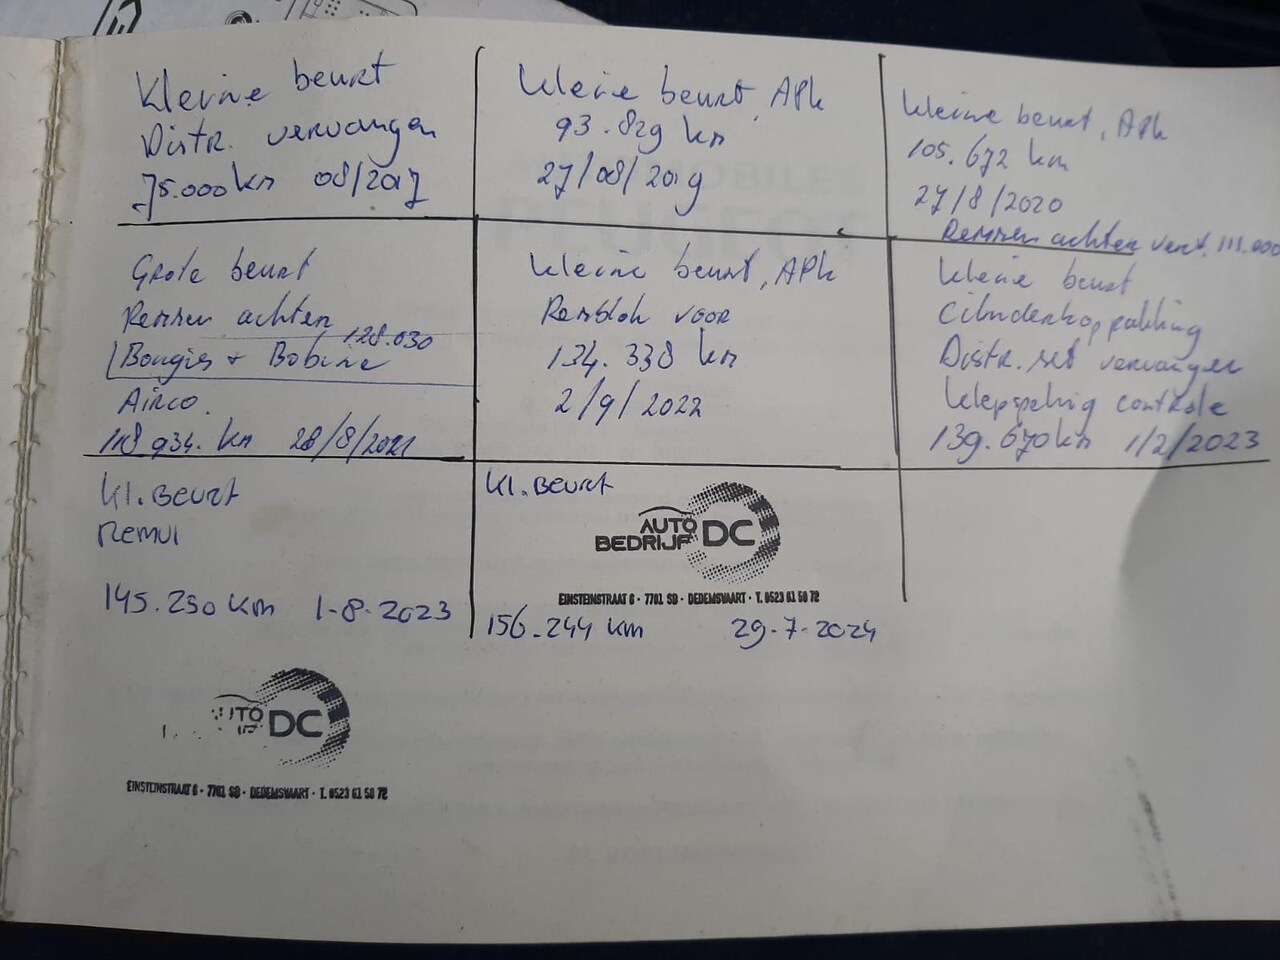 Kleine beurt
Distr. vervangen
75.000 km 08/2017
Kleine beurt, APk
93.829 km
27/08/2019
Kleine beurt, APk
105.672 km
27/8/2020
Remmen achter verv. 111.000
Grote beurt
Remmen achter
128.030
Bougies + Bobine
Airco.
118.934. km 28/8/2021
Kleine beurt, APk
Remblok voor
134.338 km
2/9/2022
Kleine beurt
Cilinderkoppakking
Distr. set vervangen
Klepspeling controle
139.670 km 1/2/2023
Kl. Beurt
Remvl
145.250 km 1-8-2023
AUTO
DC
EINSTEINSTRAAT 6 - 7701 SB - DEDEMSVAART - T. 0523 61 50 72
Kl. Beurt
AUTO
BEDRIJF DC
EINSTEINSTRAAT 6 - 7701 SB - DEDEMSVAART - T. 0523 61 50 72
156.244 km 29-7-2024